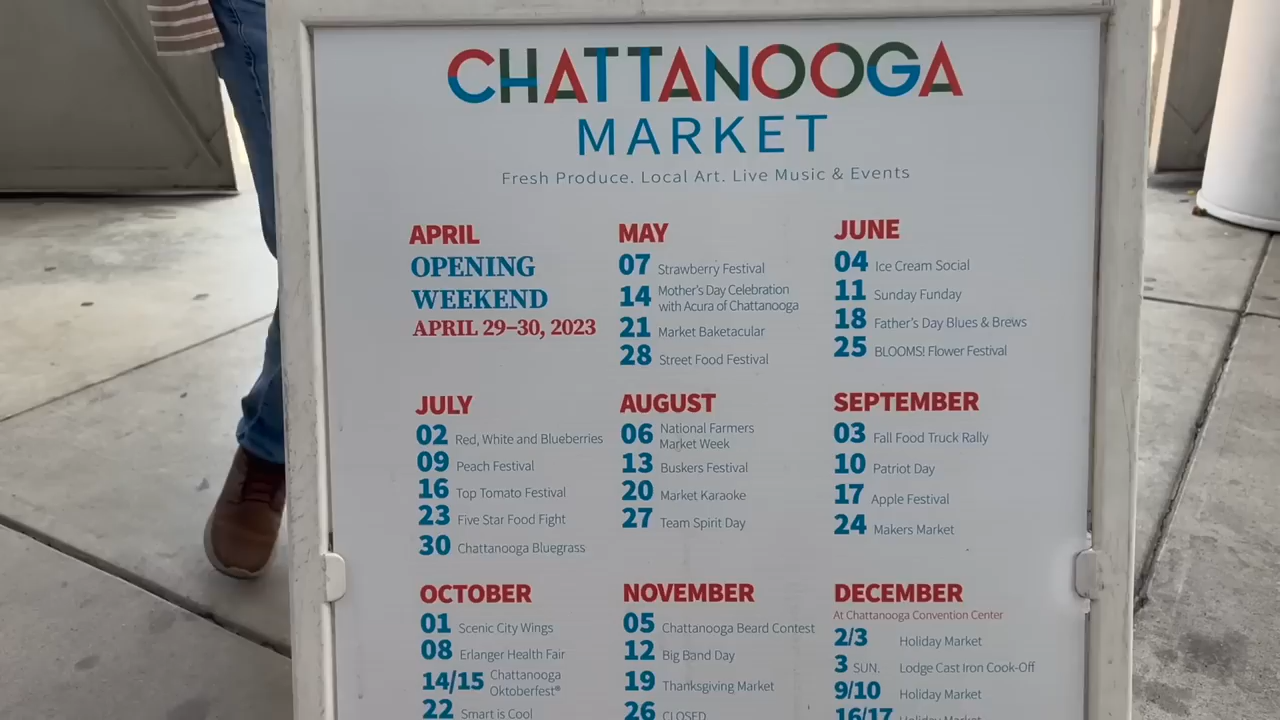 CHATTANOOGA
MARKET
Fresh Produce. Local Art. Live Music & Events
APRIL
OPENING
WEEKEND
APRIL 29–30, 2023
MAY
07 Strawberry Festival
14 Mother's Day Celebration
with Acura of Chattanooga
21 Market Baketacular
28 Street Food Festival
JUNE
04 Ice Cream Social
11 Sunday Funday
18 Father's Day Blues & Brews
25 BLOOMS! Flower Festival
JULY
02 Red, White and Blueberries
09 Peach Festival
16 Top Tomato Festival
23 Five Star Food Fight
30 Chattanooga Bluegrass
AUGUST
06 National Farmers
Market Week
13 Buskers Festival
20 Market Karaoke
27 Team Spirit Day
SEPTEMBER
03 Fall Food Truck Rally
10 Patriot Day
17 Apple Festival
24 Makers Market
OCTOBER
01 Scenic City Wings
08 Erlanger Health Fair
14/15 Chattanooga
Oktoberfest®
22 Smart is Cool
NOVEMBER
05 Chattanooga Beard Contest
12 Big Band Day
19 Thanksgiving Market
26 CLOSED
DECEMBER
At Chattanooga Convention Center
2/3 Holiday Market
3 SUN. Lodge Cast Iron Cook-Off
9/10 Holiday Market
16/17 Holiday Market